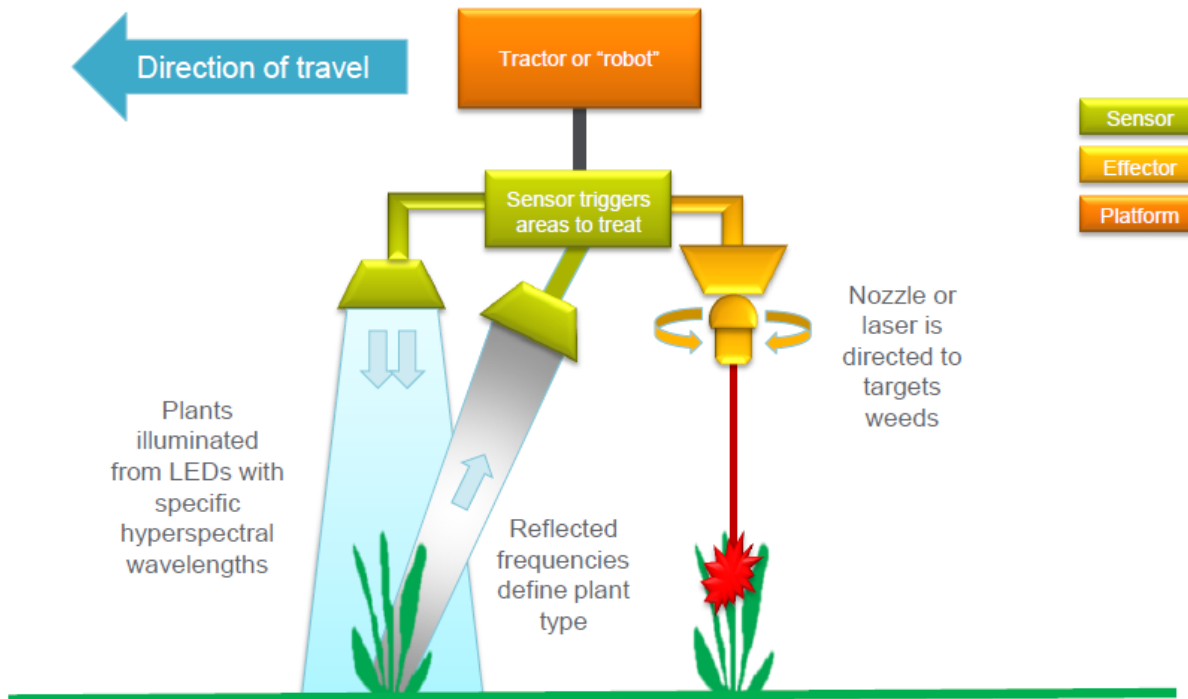 Direction of travel
Tractor or “robot”
Sensor
Effector
Platform
Sensor triggers
areas to treat
Nozzle or
laser is
directed to
targets
weeds
Plants
illuminated
from LEDs with
specific
hyperspectral
wavelengths
Reflected
frequencies
define plant
type